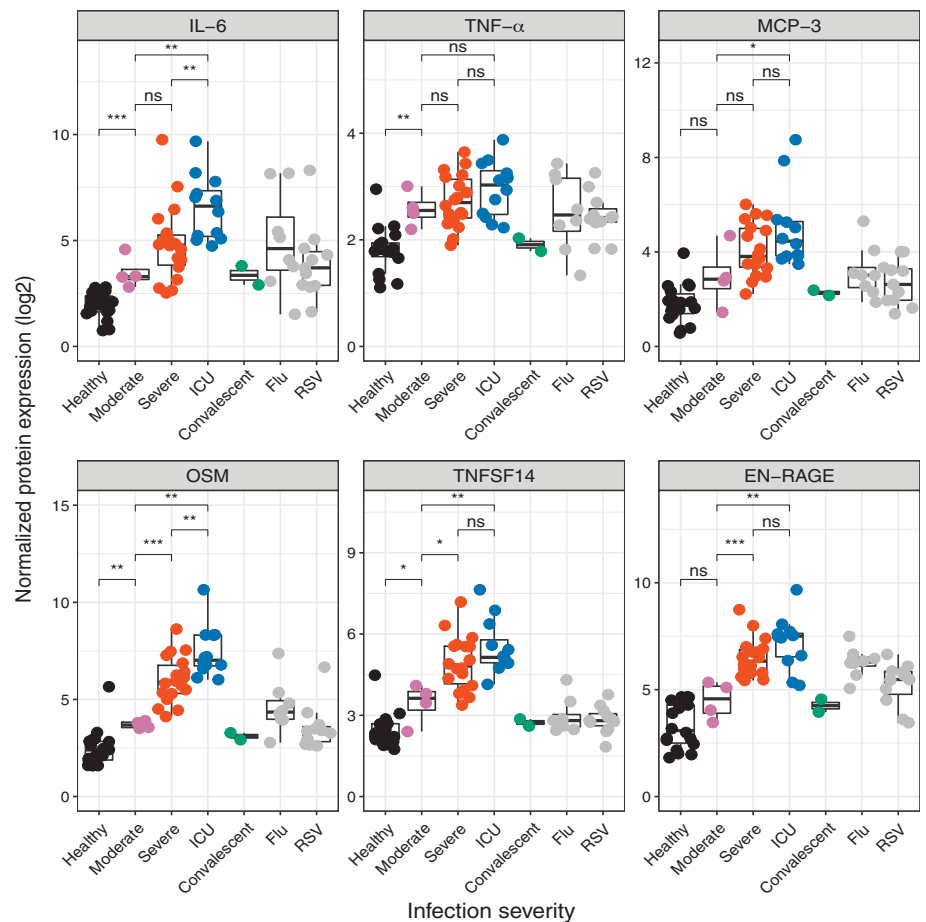 IL−6
TNF−α
MCP−3
Normalized protein expression (log2)
** ns *
** ns ns
*** ns ** ns ns ns
10
5
0
6
4
2
0
12
8
4
0
Healthy Moderate Severe ICU Convalescent Flu RSV
Healthy Moderate Severe ICU Convalescent Flu RSV
Healthy Moderate Severe ICU Convalescent Flu RSV
OSM
TNFSF14
EN−RAGE
** ** **
** ns ns
** *** * * ns ***
15
10
5
0
9
6
3
0
10
5
0
Healthy Moderate Severe ICU Convalescent Flu RSV
Healthy Moderate Severe ICU Convalescent Flu RSV
Healthy Moderate Severe ICU Convalescent Flu RSV
Infection severity